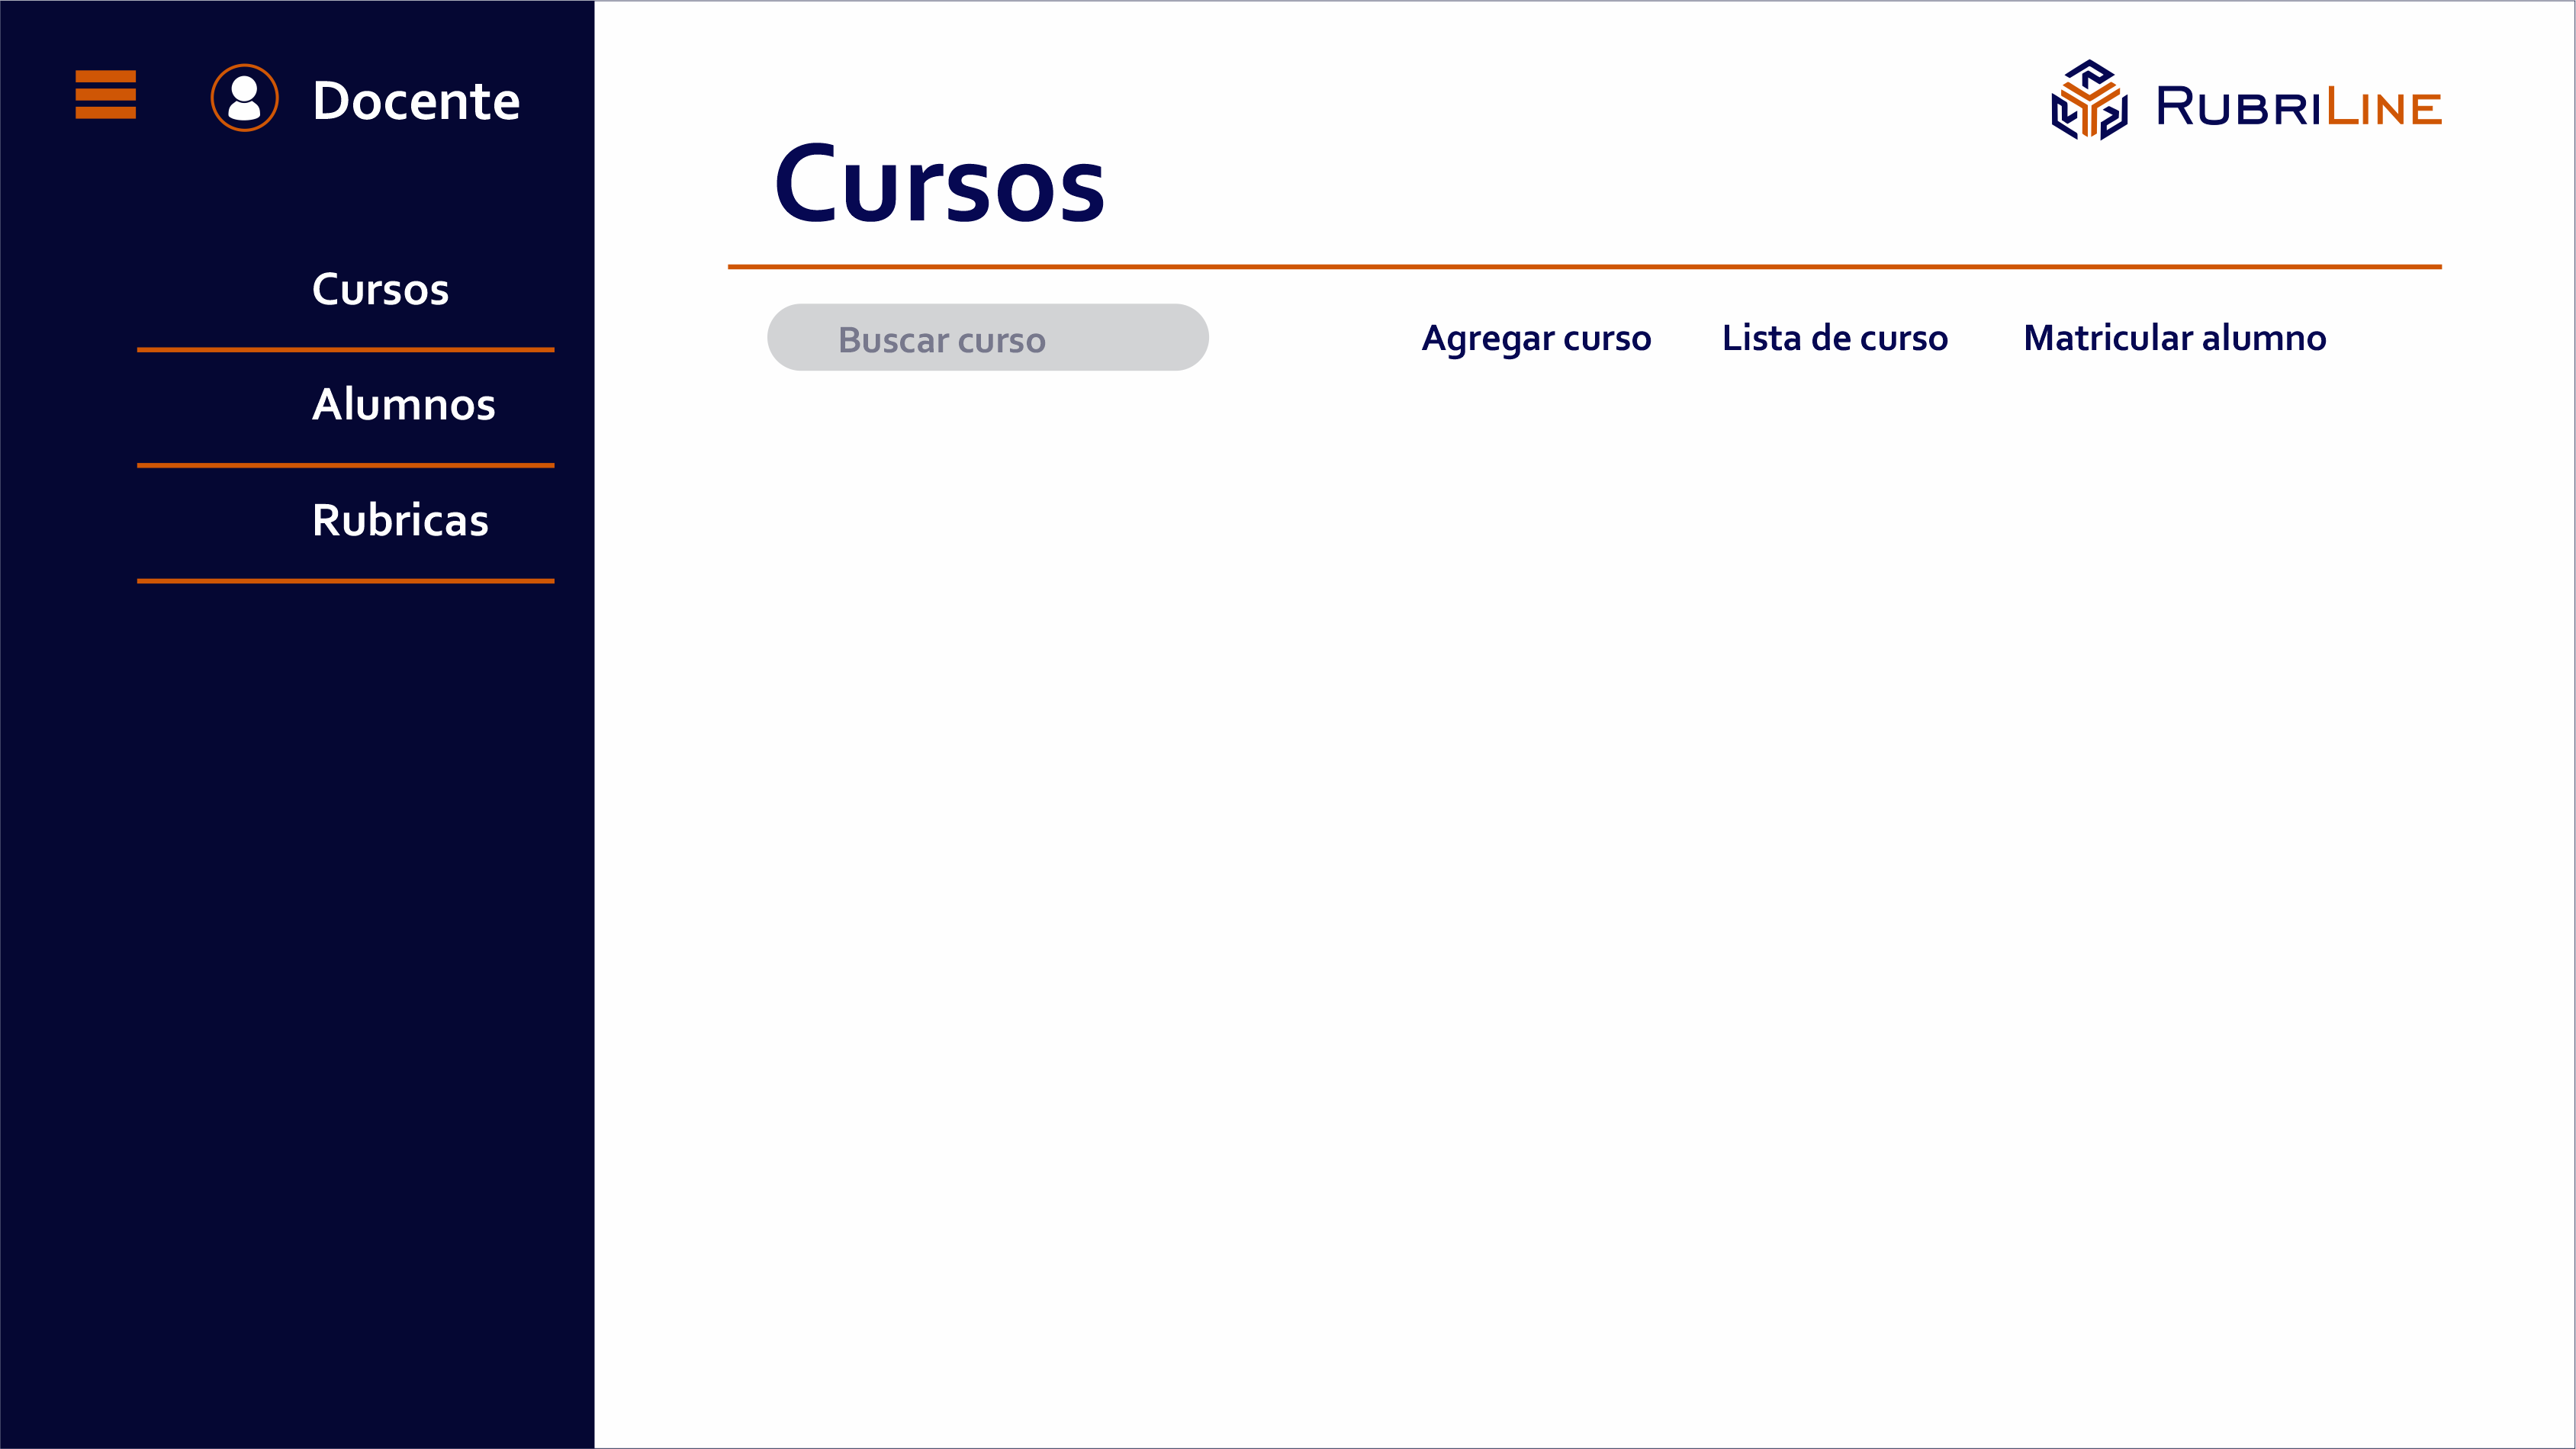 Docente
Cursos
Alumnos
Rubricas
RUBRILINE
Cursos
Buscar curso
Agregar curso
Lista de curso
Matricular alumno